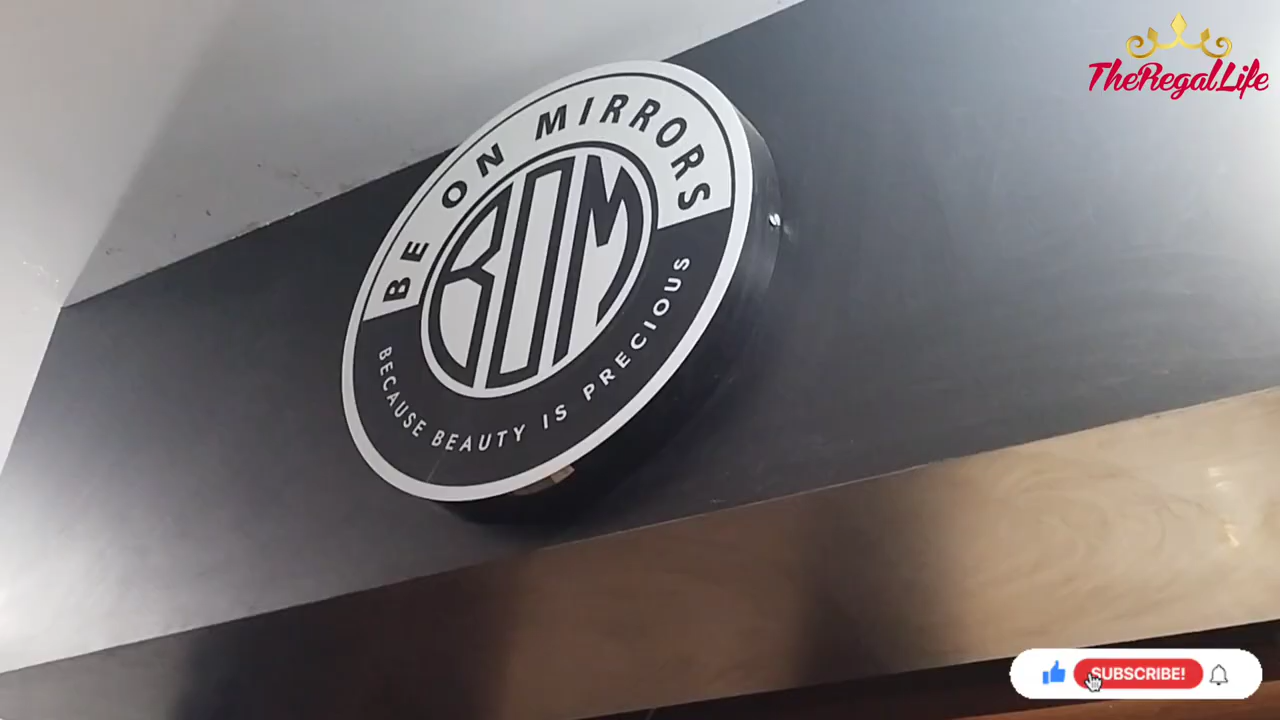 TheRegalLife
BE ON MIRRORS
BOM
BECAUSE BEAUTY IS PRECIOUS
SUBSCRIBE!